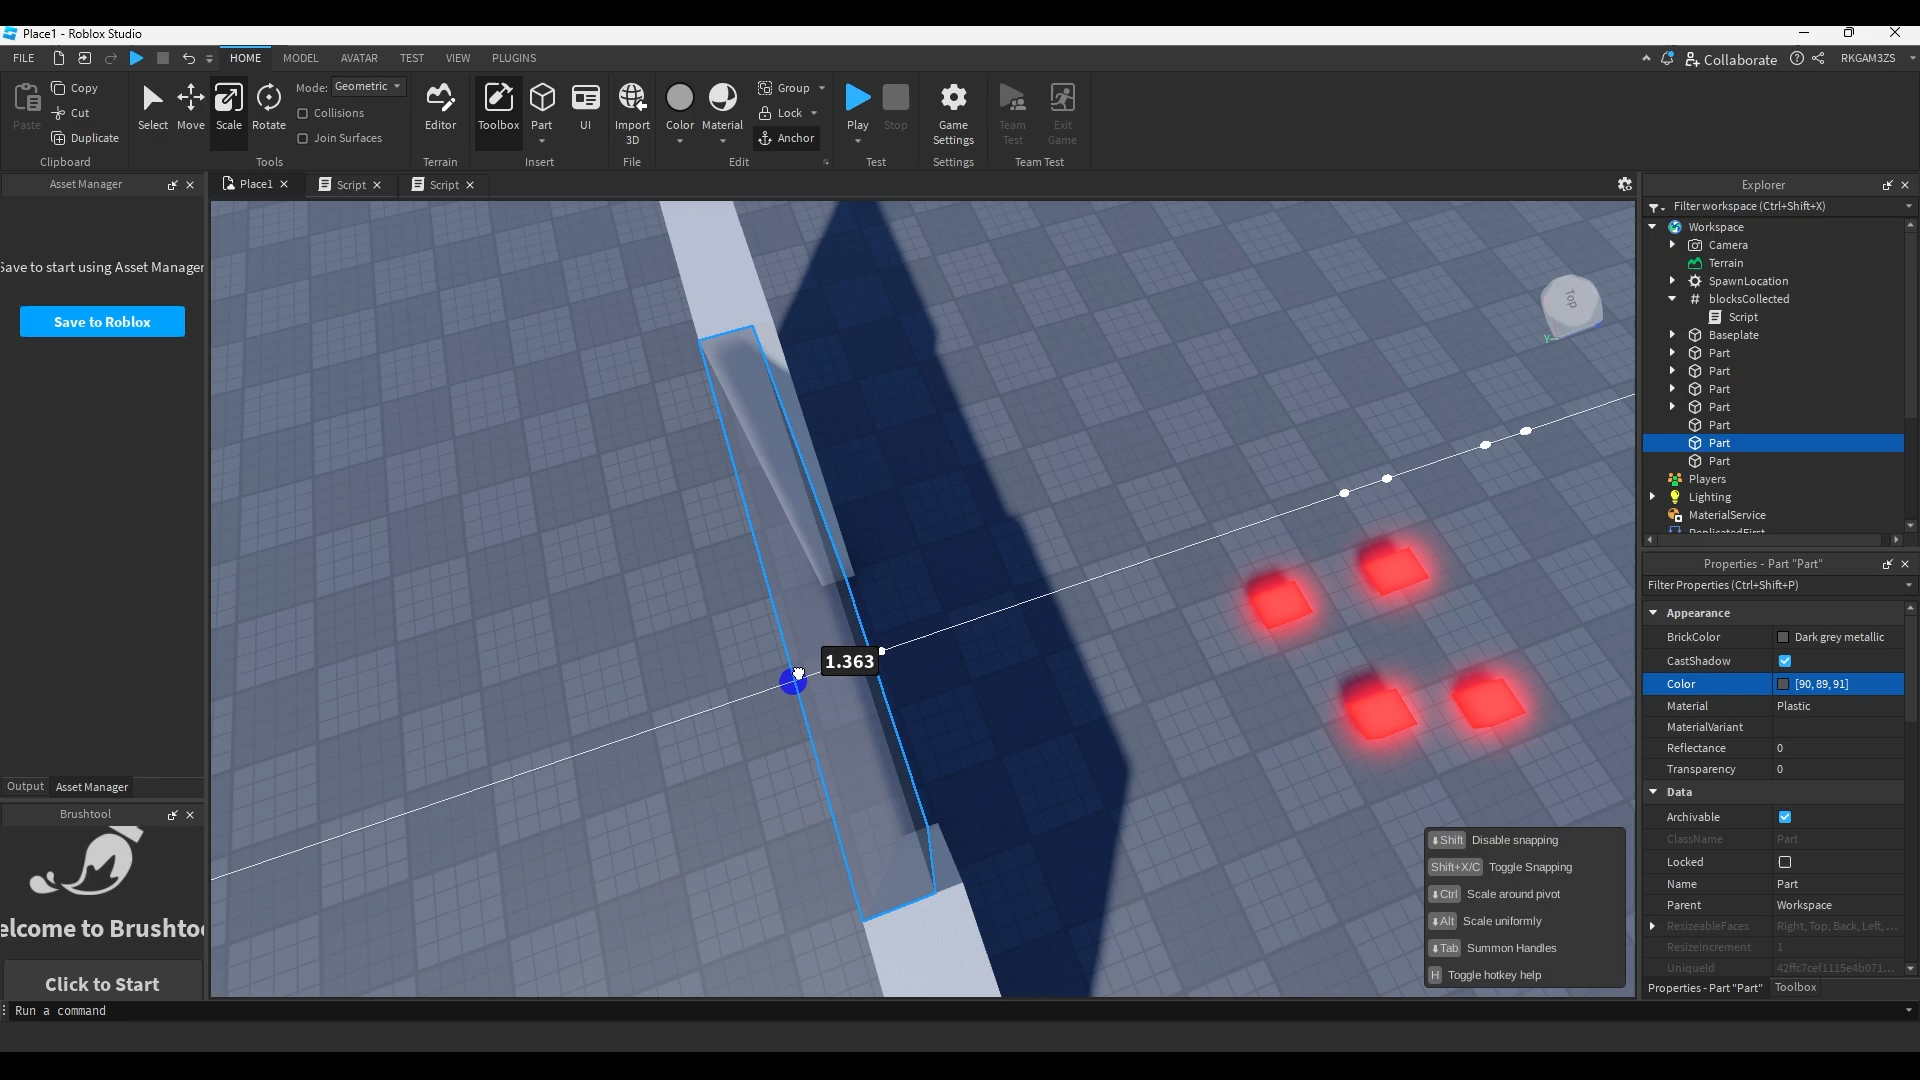 Place1 - Roblox Studio
FILE
HOME
MODEL
AVATAR
TEST
VIEW
PLUGINS
Collaborate
RKGAM3ZS
Paste
Copy
Cut
Duplicate
Clipboard
Select
Move
Scale
Rotate
Mode: Geometric
Collisions
Join Surfaces
Tools
Editor
Terrain
Toolbox
Part
UI
Insert
Import
3D
File
Color
Material
Group
Lock
Anchor
Edit
Play
Stop
Test
Game
Settings
Settings
Team
Test
Exit
Game
Team Test
Asset Manager
Save to start using Asset Manager
Save to Roblox
Output
Asset Manager
Brushtool
elcome to Brushtoo
Click to Start
Place1
Script
Script
Top
Y
1.363
Shift Disable snapping
Shift+X/C Toggle Snapping
Ctrl Scale around pivot
Alt Scale uniformly
Tab Summon Handles
H Toggle hotkey help
Explorer
Filter workspace (Ctrl+Shift+X)
Workspace
Camera
Terrain
SpawnLocation
# blocksCollected
Script
Baseplate
Part
Part
Part
Part
Part
Part
Part
Players
Lighting
MaterialService
ReplicatedFirst
Properties - Part "Part"
Filter Properties (Ctrl+Shift+P)
Appearance
BrickColor Dark grey metallic
CastShadow
Color [90, 89, 91]
Material Plastic
MaterialVariant
Reflectance 0
Transparency 0
Data
Archivable
ClassName Part
Locked
Name Part
Parent Workspace
ResizeableFaces Right, Top, Back, Left, ...
ResizeIncrement 1
UniqueId 42ffc7cef1115e4b071...
Properties - Part "Part"
Toolbox
Run a command